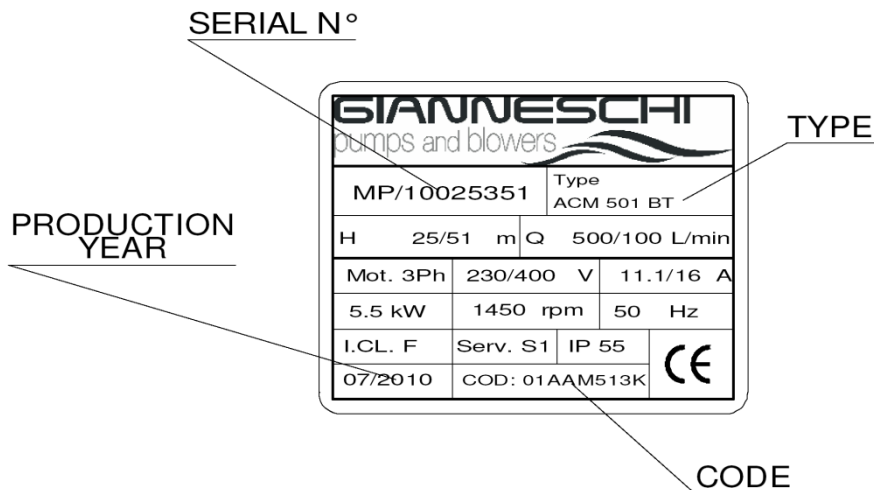 SERIAL N°
GIANNESCHI
pumps and blowers
TYPE
MP/10025351 Type ACM 501 BT
PRODUCTION YEAR
H 25/51 m Q 500/100 L/min
Mot. 3Ph 230/400 V 11.1/16 A
5.5 kW 1450 rpm 50 Hz
I.CL. F Serv. S1 IP 55 CE
07/2010 COD: 01AAM513K
CODE